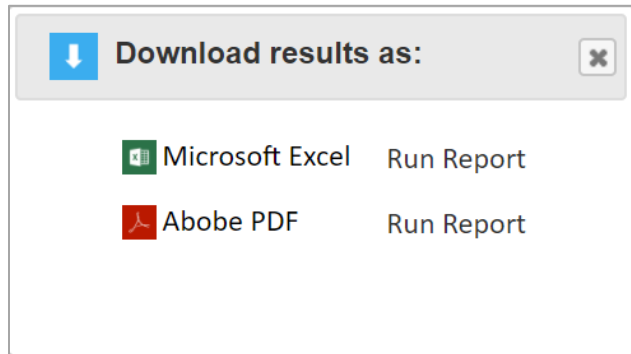 Download results as:
Microsoft Excel Run Report
Abobe PDF Run Report